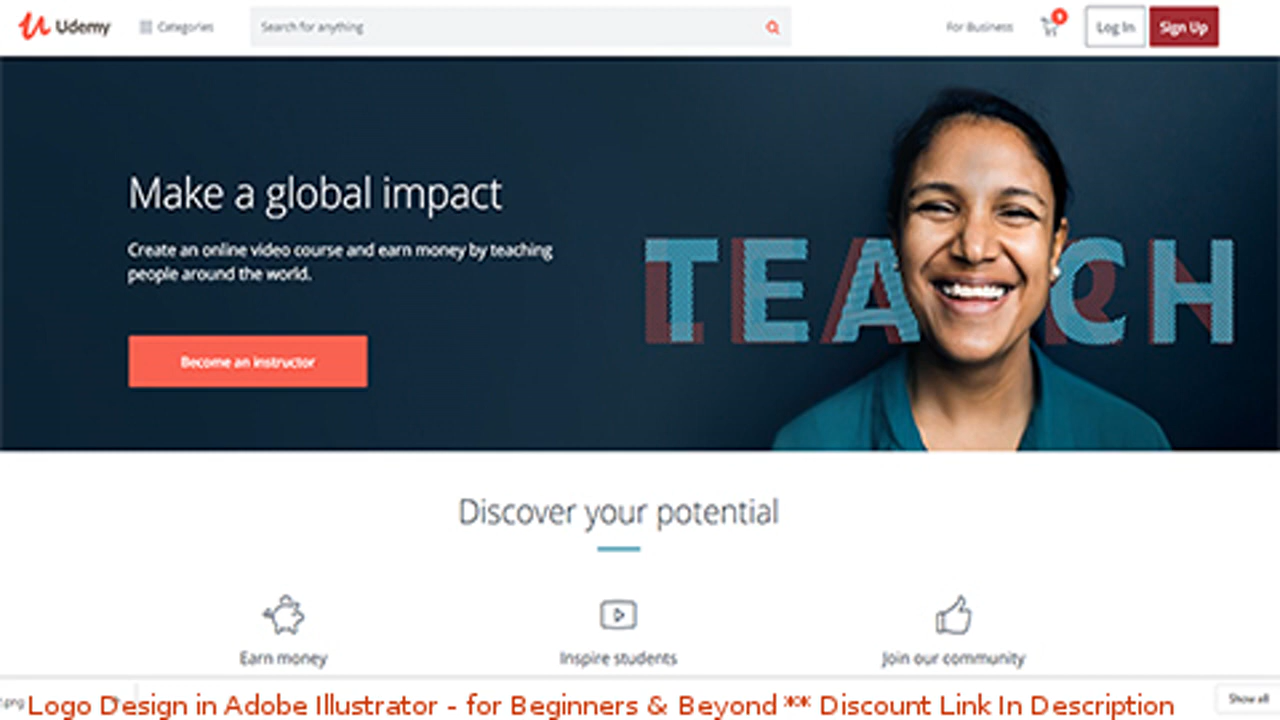 Udemy
Categories
Search for anything
For Business
Log In
Sign Up
Make a global impact
Create an online video course and earn money by teaching
people around the world.
TEACH
Become an instructor
Discover your potential
Earn money
Inspire students
Join our community
.png
Show all
Logo Design in Adobe Illustrator - for Beginners & Beyond ** Discount Link In Description